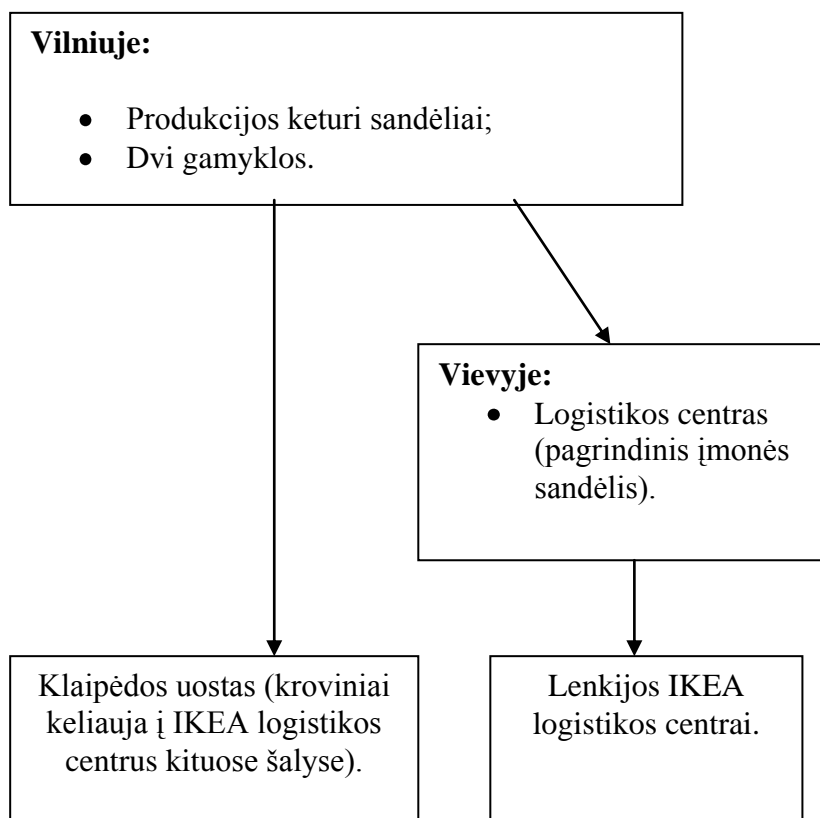 Vilniuje:
• Produkcijos keturi sandėliai;
• Dvi gamyklos.
Vievyje:
• Logistikos centras
(pagrindinis įmonės
sandėlis).
Klaipėdos uostas (kroviniai
keliauja į IKEA logistikos
centrus kituose šalyse).
Lenkijos IKEA
logistikos centrai.